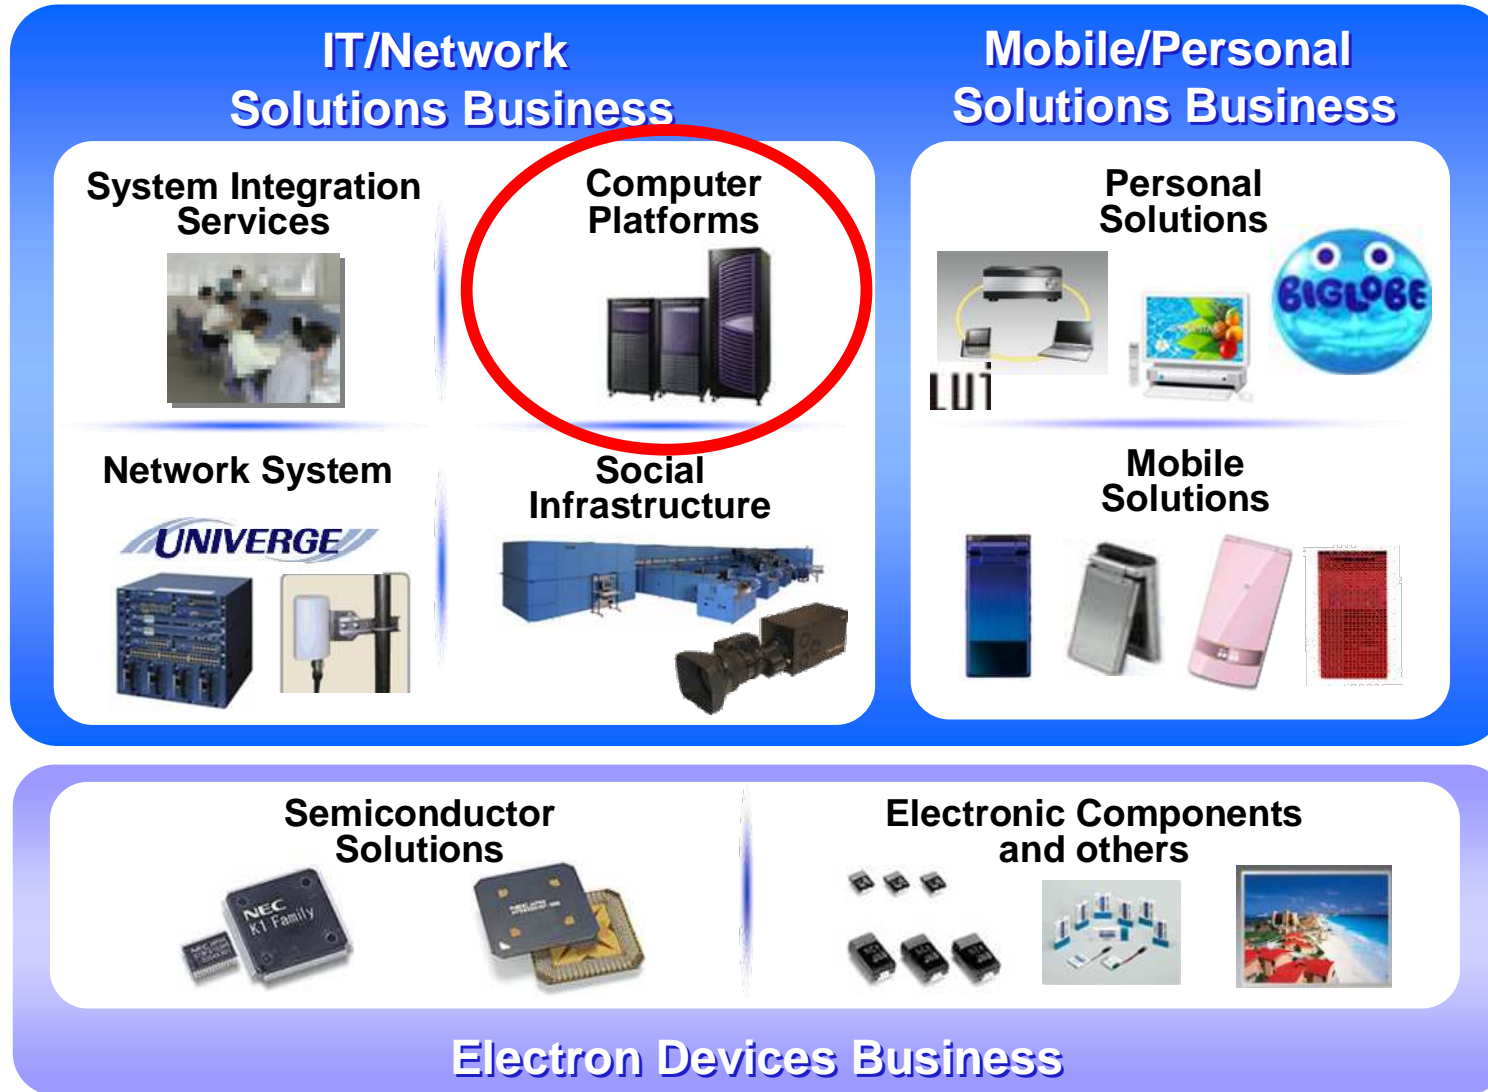 IT/Network
Solutions Business
Mobile/Personal
Solutions Business
System Integration
Services
Computer
Platforms
Personal
Solutions
BIGLOBE
Lui
Network System
Social
Infrastructure
Mobile
Solutions
UNIVERGE
Semiconductor
Solutions
Electronic Components
and others
NEC
K1 Family
Electron Devices Business